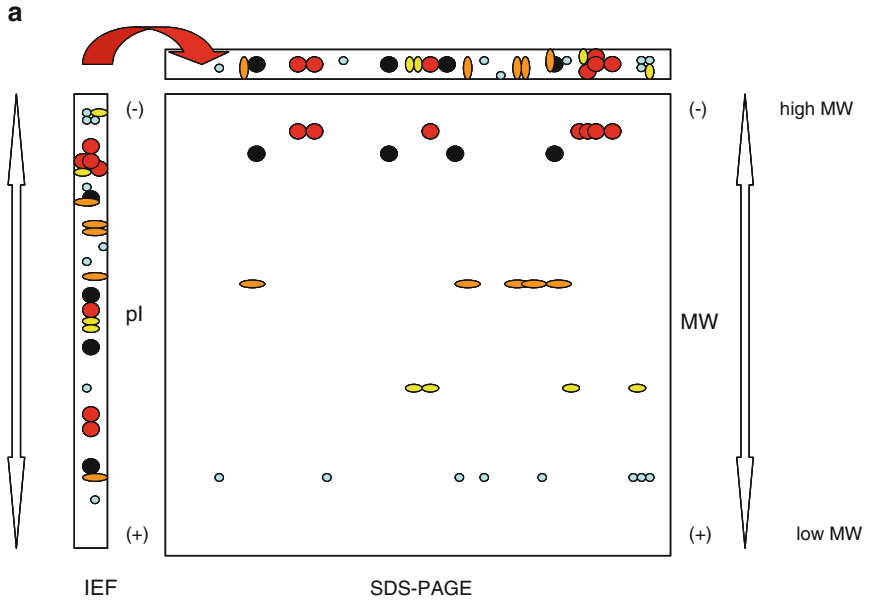 a
(-)
(-)
high MW
pI
MW
(+)
(+)
low MW
IEF
SDS-PAGE